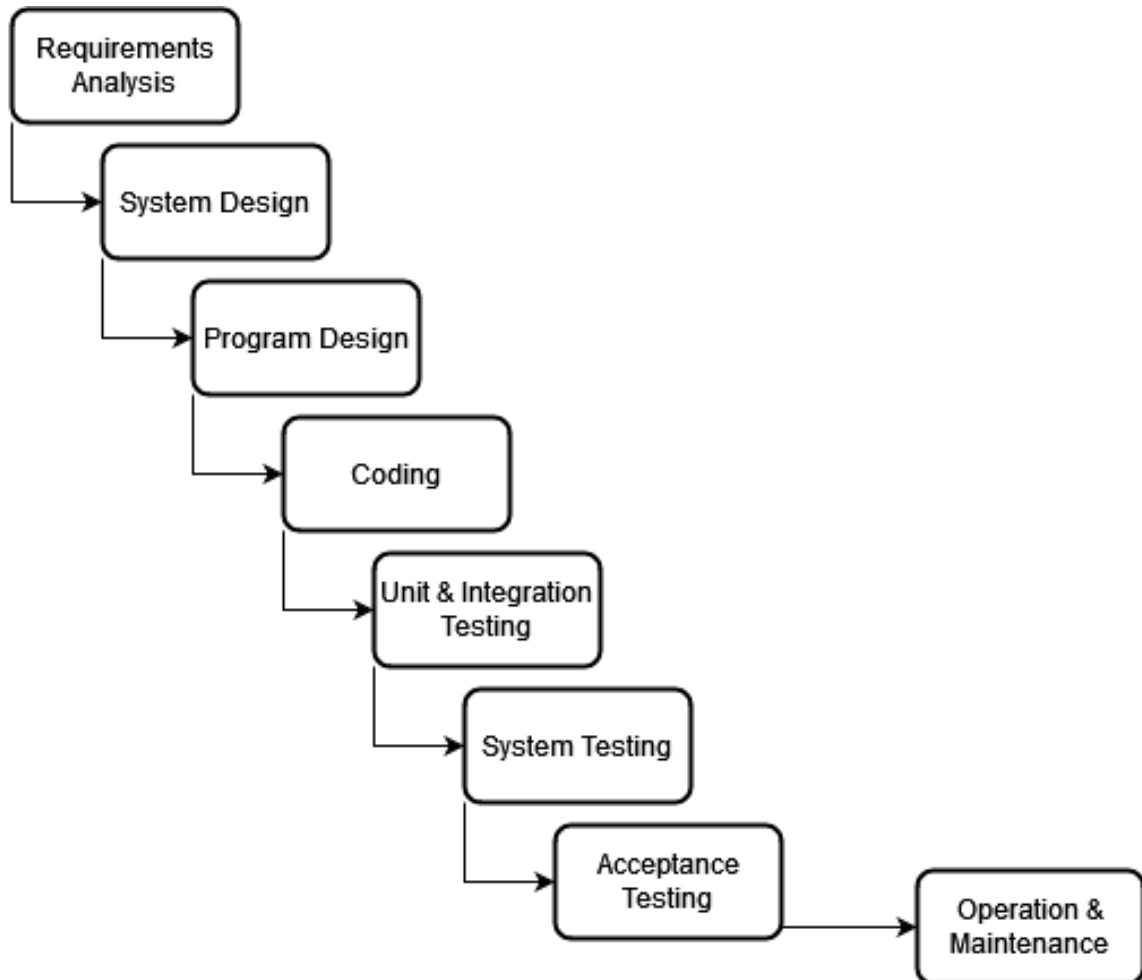 Requirements
Analysis
System Design
Program Design
Coding
Unit & Integration
Testing
System Testing
Acceptance
Testing
Operation &
Maintenance